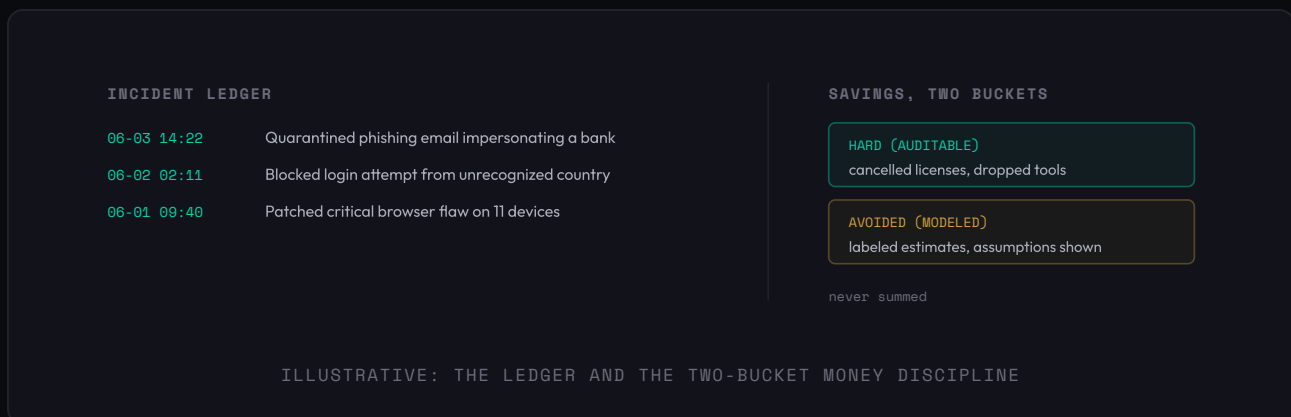 INCIDENT LEDGER
06-03 14:22 Quarantined phishing email impersonating a bank
06-02 02:11 Blocked login attempt from unrecognized country
06-01 09:40 Patched critical browser flaw on 11 devices
SAVINGS, TWO BUCKETS
HARD (AUDITABLE)
cancelled licenses, dropped tools
AVOIDED (MODELED)
labeled estimates, assumptions shown
never summed
ILLUSTRATIVE: THE LEDGER AND THE TWO-BUCKET MONEY DISCIPLINE